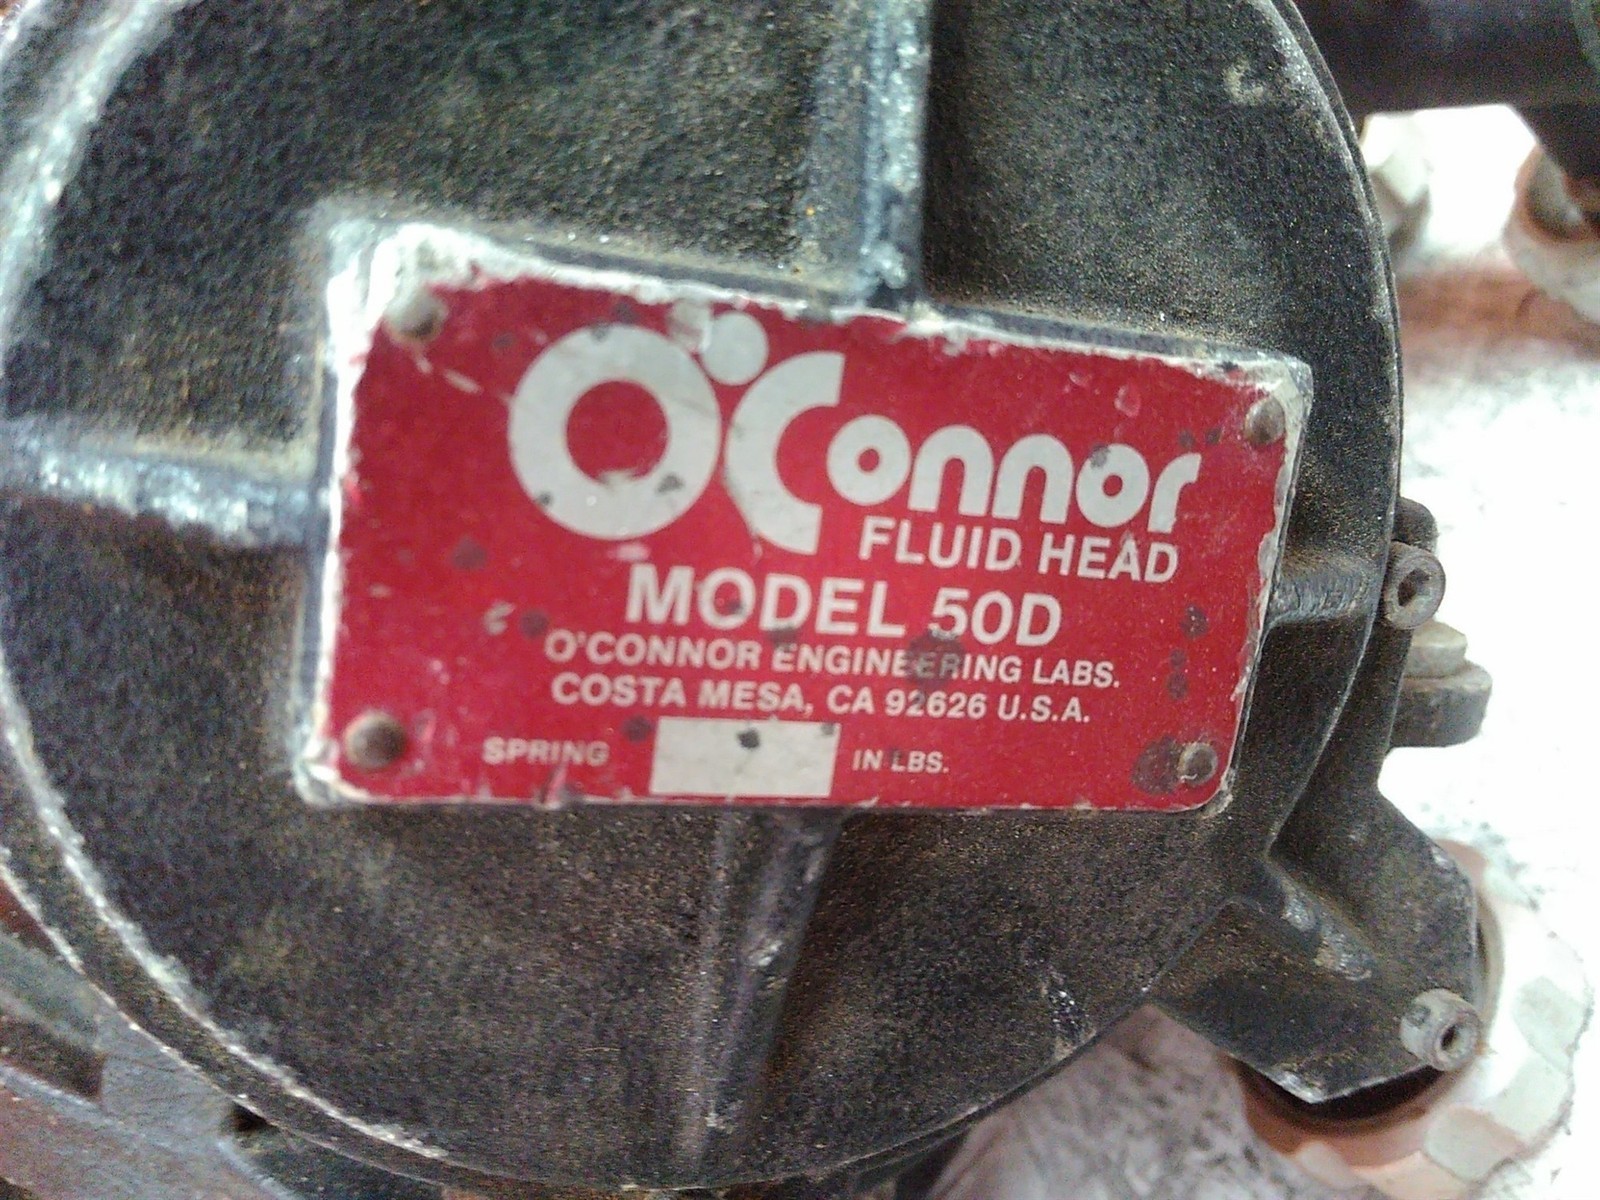 O'Connor
FLUID HEAD
MODEL 50D
O'CONNOR ENGINEERING LABS.
COSTA MESA, CA 92626 U.S.A.
SPRING IN LBS.